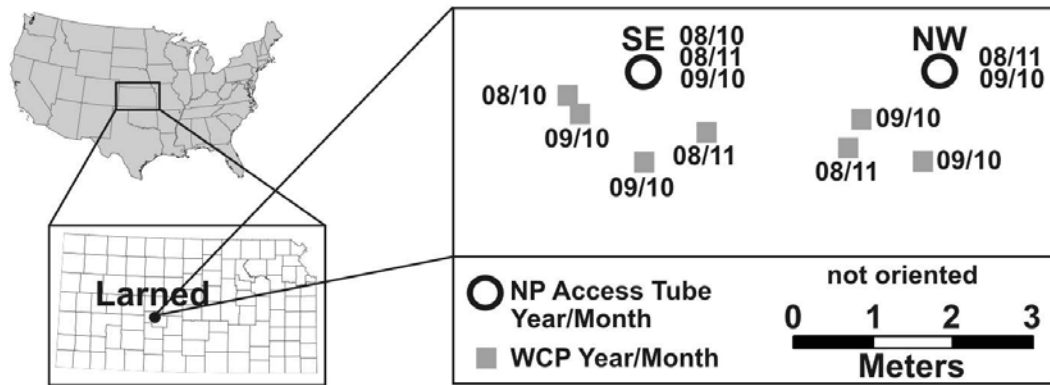 SE
08/10
08/11
09/10
NW
08/11
09/10
08/10
09/10
09/10
08/11
09/10
08/11
09/10
Larned
NP Access Tube
Year/Month
WCP Year/Month
not oriented
0 1 2 3
Meters